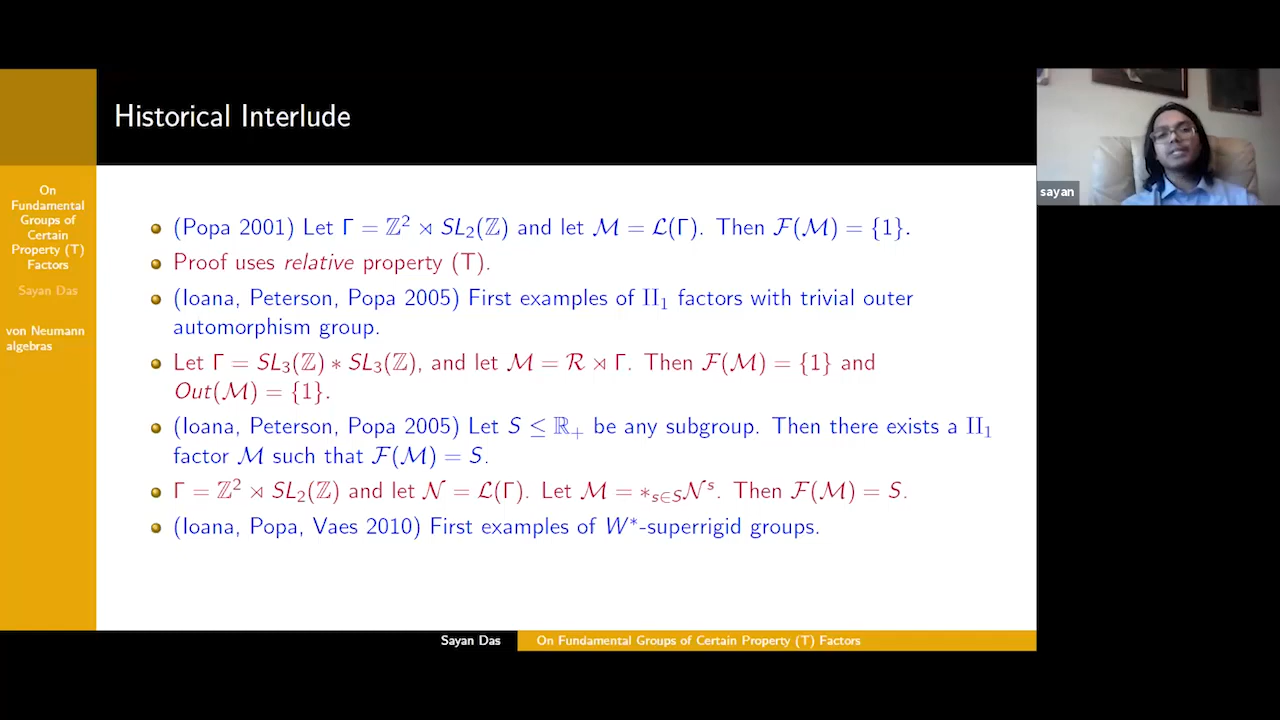 Historical Interlude
On
Fundamental
Groups of
Certain
Property (T)
Factors
Sayan Das
von Neumann
algebras
(Popa 2001) Let Γ = ℤ² ⋊ SL₂(ℤ) and let ℳ = ℒ(Γ). Then ℱ(ℳ) = {1}.
Proof uses relative property (T).
(Ioana, Peterson, Popa 2005) First examples of II₁ factors with trivial outer
automorphism group.
Let Γ = SL₃(ℤ) ∗ SL₃(ℤ), and let ℳ = ℛ ⋊ Γ. Then ℱ(ℳ) = {1} and
Out(ℳ) = {1}.
(Ioana, Peterson, Popa 2005) Let S ≤ ℝ₊ be any subgroup. Then there exists a II₁
factor ℳ such that ℱ(ℳ) = S.
Γ = ℤ² ⋊ SL₂(ℤ) and let 𝒩 = ℒ(Γ). Let ℳ = ∗_{s∈S}𝒩ˢ. Then ℱ(ℳ) = S.
(Ioana, Popa, Vaes 2010) First examples of W*-superrigid groups.
Sayan Das
On Fundamental Groups of Certain Property (T) Factors
sayan